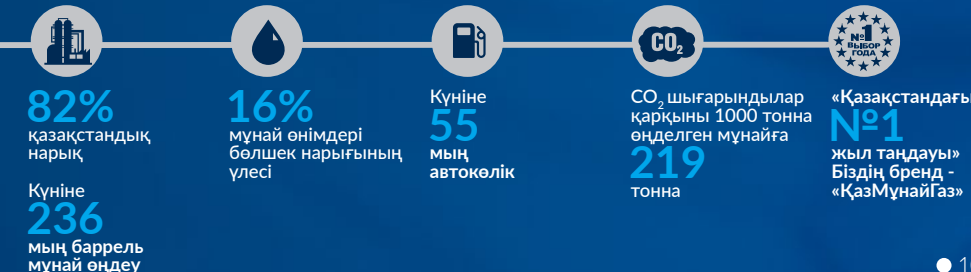 CO₂
№1
ВЫБОР
ГОДА
82%
қазақстандық
нарық
Күніне
236
мың баррель
мұнай өңдеу
16%
мұнай өнімдері
бөлшек нарығының
үлесі
Күніне
55
мың
автокөлік
CO₂ шығарындылар
қарқыны 1000 тонна
өңделген мұнайға
219
тонна
«Қазақстандағы
№1
жыл таңдауы»
Біздің бренд -
«ҚазМұнайГаз»